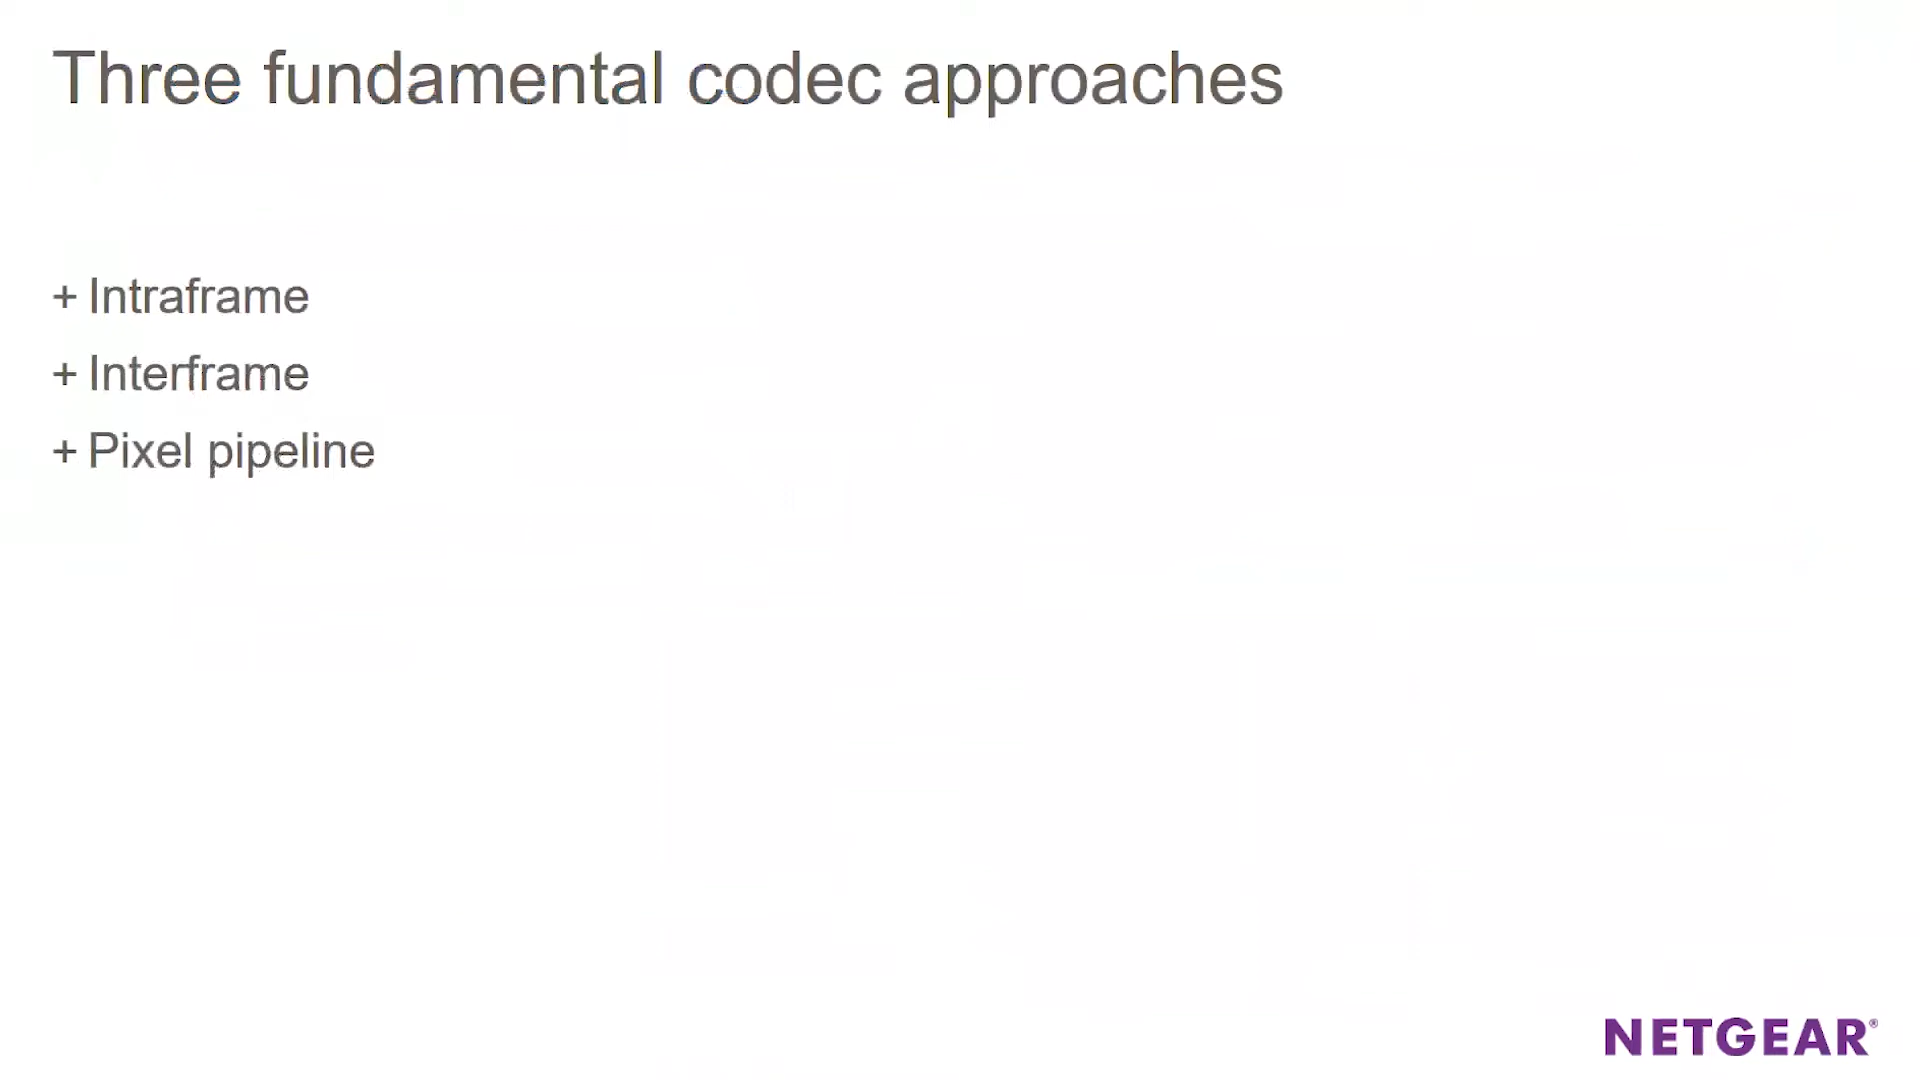 Three fundamental codec approaches
+ Intraframe
+ Interframe
+ Pixel pipeline
NETGEAR®